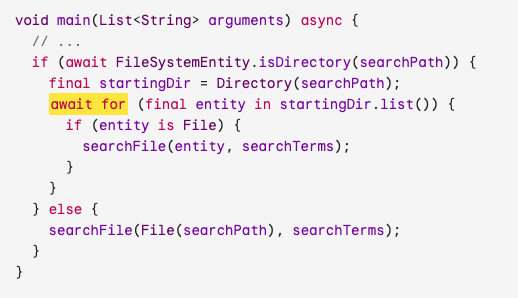 void main(List<String> arguments) async {
  // ...
  if (await FileSystemEntity.isDirectory(searchPath)) {
    final startingDir = Directory(searchPath);
    await for (final entity in startingDir.list()) {
      if (entity is File) {
        searchFile(entity, searchTerms);
      }
    }
  } else {
    searchFile(File(searchPath), searchTerms);
  }
}